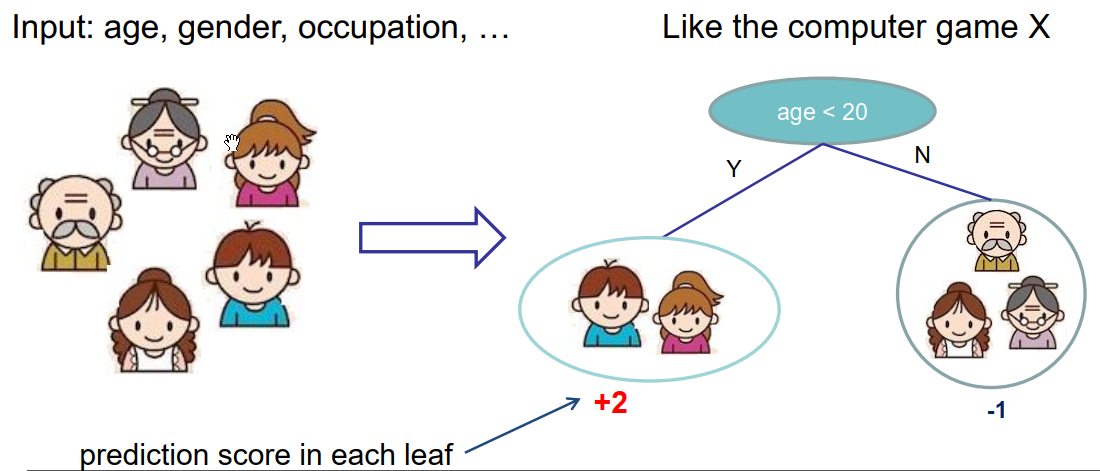 Input: age, gender, occupation, …
Like the computer game X
age < 20
Y
N
+2
-1
prediction score in each leaf